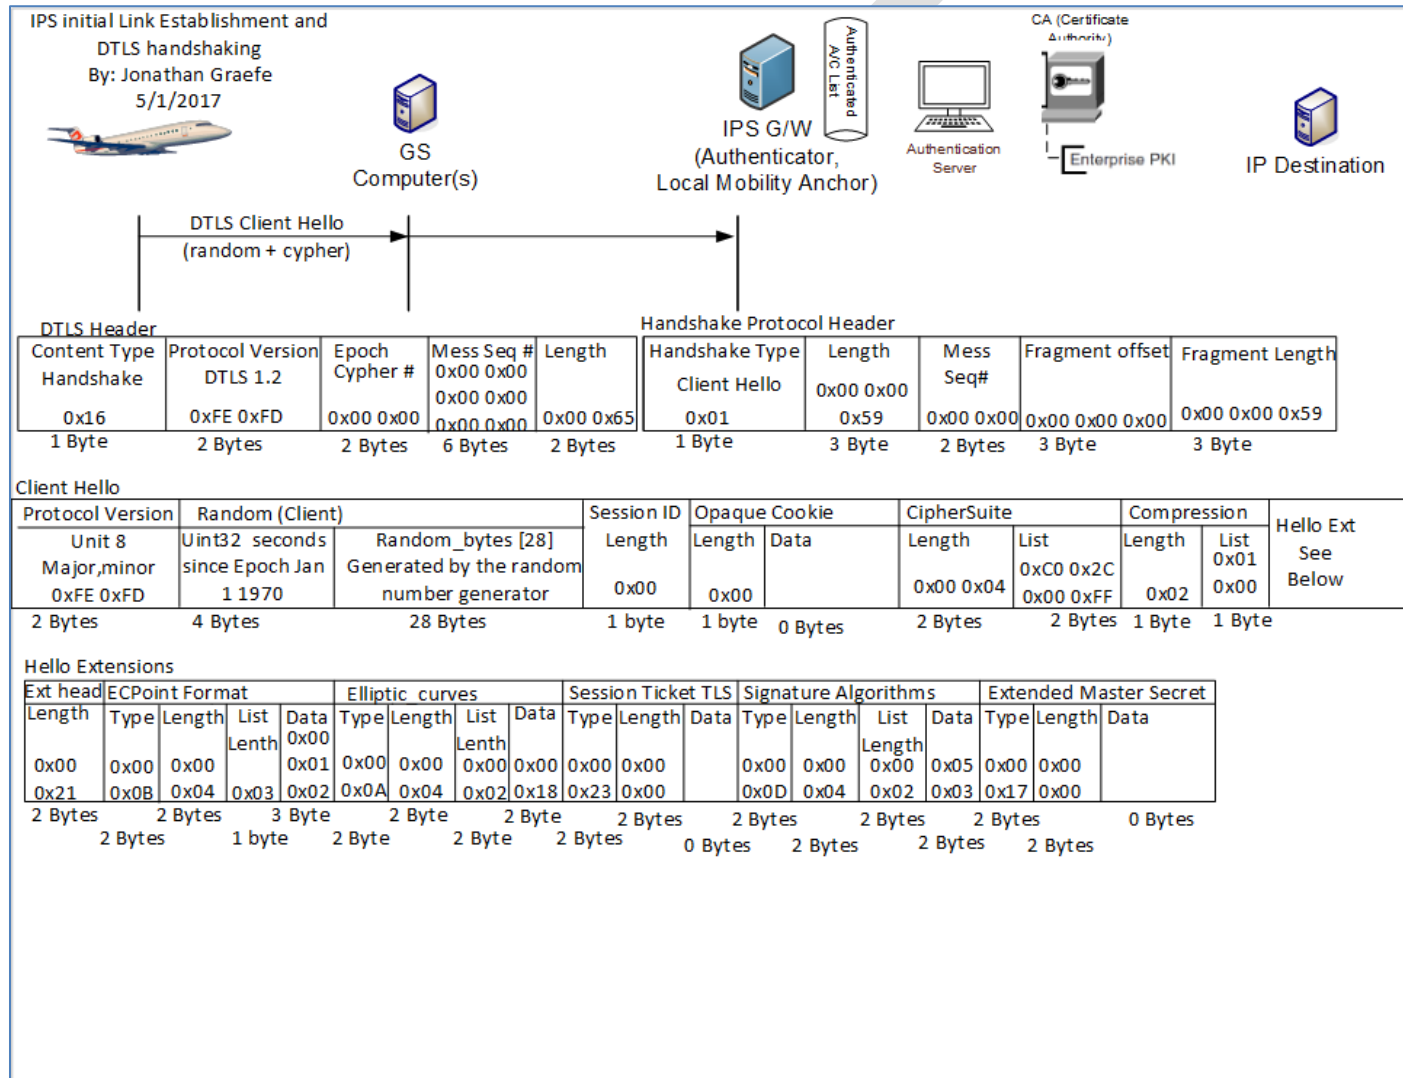 IPS initial Link Establishment and
DTLS handshaking
By: Jonathan Graefe
5/1/2017
GS
Computer(s)
Authenticated
A/C List
IPS G/W
(Authenticator,
Local Mobility Anchor)
Authentication
Server
CA (Certificate
Authority)
Enterprise PKI
IP Destination
DTLS Client Hello
(random + cypher)
DTLS Header
Content Type Protocol Version Epoch Mess Seq # Length
Handshake DTLS 1.2 Cypher # 0x00 0x00
0x00 0x00
0x16 0xFE 0xFD 0x00 0x00 0x00 0x00 0x00 0x65
1 Byte 2 Bytes 2 Bytes 6 Bytes 2 Bytes
Handshake Protocol Header
Handshake Type Length Mess Fragment offset Fragment Length
Client Hello 0x00 0x00 Seq#
0x01 0x59 0x00 0x00 0x00 0x00 0x00 0x00 0x00 0x59
1 Byte 3 Byte 2 Bytes 3 Byte 3 Byte
Client Hello
Protocol Version Random (Client) Session ID Opaque Cookie CipherSuite Compression Hello Ext
Unit 8 Uint32 seconds Random_bytes [28] Length Length Data Length List Length List See
Major,minor since Epoch Jan Generated by the random 0xC0 0x2C 0x01 Below
0xFE 0xFD 1 1970 number generator 0x00 0x00 0x00 0x04 0x00 0xFF 0x02 0x00
2 Bytes 4 Bytes 28 Bytes 1 byte 1 byte 0 Bytes 2 Bytes 2 Bytes 1 Byte 1 Byte
Hello Extensions
Ext head ECPoint Format Elliptic_curves Session Ticket TLS Signature Algorithms Extended Master Secret
Length Type Length List Data Type Length List Data Type Length Data Type Length List Data Type Length Data
Lenth 0x00 Lenth Length
0x00 0x00 0x00 0x01 0x00 0x00 0x00 0x00 0x00 0x00 0x00 0x00 0x00 0x05 0x00 0x00
0x21 0x0B 0x04 0x03 0x02 0x0A 0x04 0x02 0x18 0x23 0x00 0x0D 0x04 0x02 0x03 0x17 0x00
2 Bytes 2 Bytes 3 Byte 2 Byte 2 Byte 2 Bytes 2 Bytes 2 Bytes 2 Bytes 0 Bytes
2 Bytes 1 byte 2 Byte 2 Byte 2 Bytes 0 Bytes 2 Bytes 2 Bytes 2 Bytes